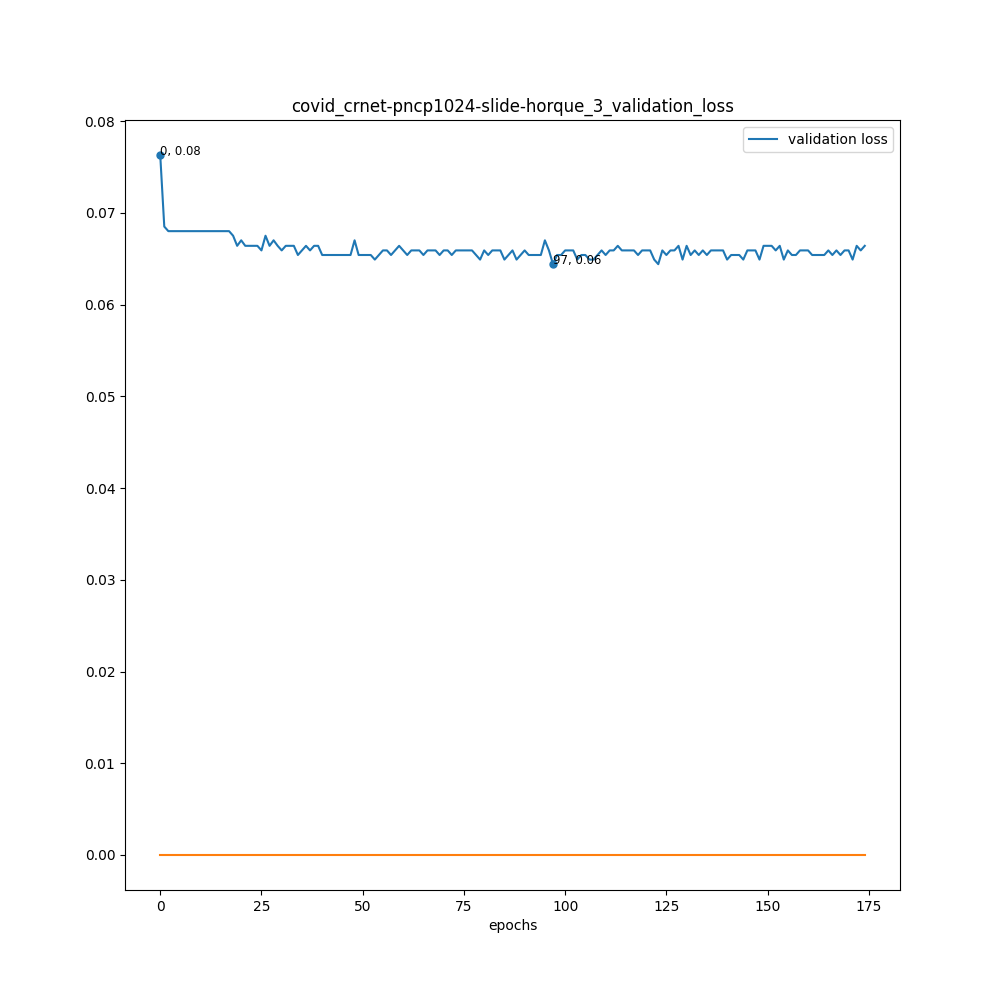 covid_crnet-pncp1024-slide-horque_3_validation_loss
0.08
validation loss
0, 0.08
0.07
97, 0.06
0.06
0.05
0.04
0.03
0.02
0.01
0.00
0 25 50 75 100 125 150 175
epochs